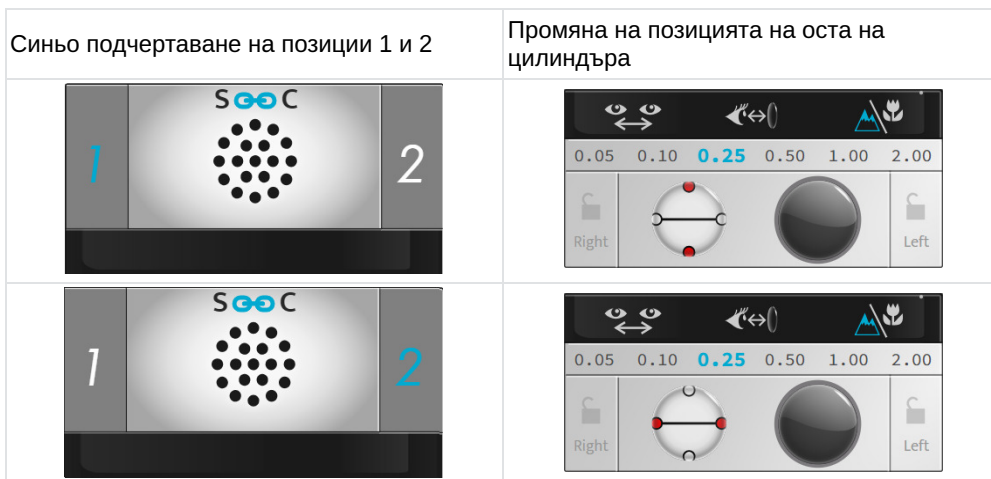 Синьо подчертаване на позиции 1 и 2
Промяна на позицията на оста на
цилиндъра
S C
1 2
0.05 0.10 0.25 0.50 1.00 2.00
Right Left
S C
1 2
0.05 0.10 0.25 0.50 1.00 2.00
Right Left